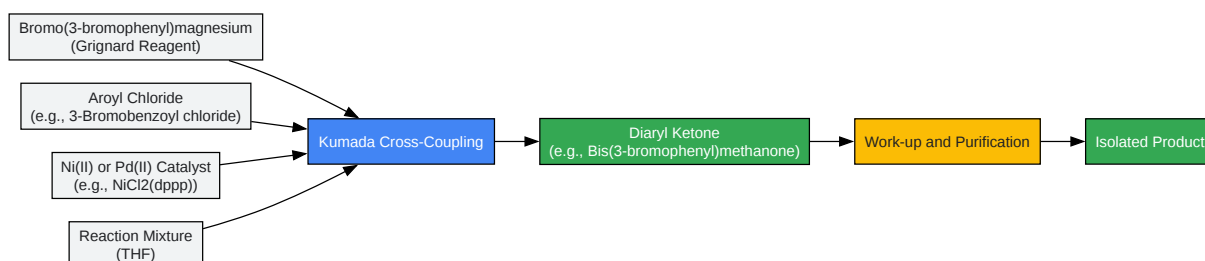 Bromo(3-bromophenyl)magnesium
(Grignard Reagent)
Aroyl Chloride
(e.g., 3-Bromobenzoyl chloride)
Ni(II) or Pd(II) Catalyst
(e.g., NiCl2(dppp))
Reaction Mixture
(THF)
Kumada Cross-Coupling
Diaryl Ketone
(e.g., Bis(3-bromophenyl)methanone)
Work-up and Purification
Isolated Product